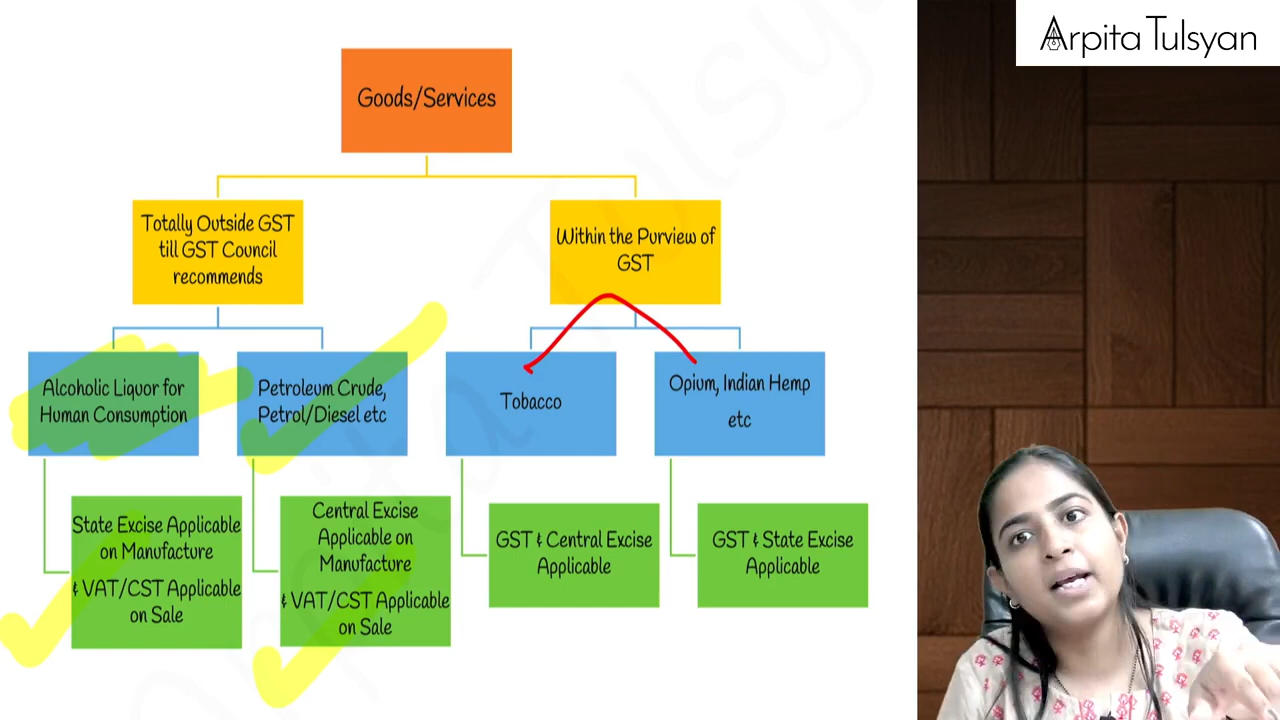 Arpita Tulsyan
Goods/Services
Totally Outside GST
till GST Council
recommends
Within the Purview of
GST
Alcoholic Liquor for
Human Consumption
Petroleum Crude,
Petrol/Diesel etc
Tobacco
Opium, Indian Hemp
etc
State Excise Applicable
on Manufacture
& VAT/CST Applicable
on Sale
Central Excise
Applicable on
Manufacture
& VAT/CST Applicable
on Sale
GST & Central Excise
Applicable
GST & State Excise
Applicable
Arpita Tulsyan